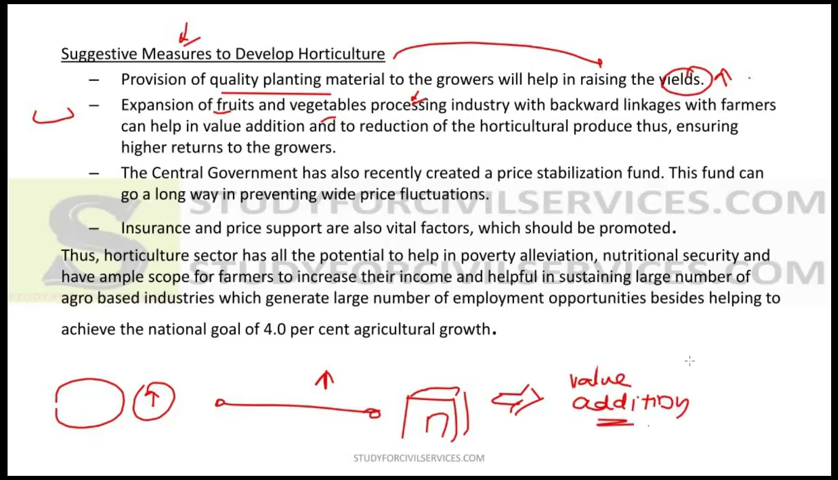 Suggestive Measures to Develop Horticulture
– Provision of quality planting material to the growers will help in raising the yields.
– Expansion of fruits and vegetables processing industry with backward linkages with farmers
can help in value addition and to reduction of the horticultural produce thus, ensuring
higher returns to the growers.
– The Central Government has also recently created a price stabilization fund. This fund can
go a long way in preventing wide price fluctuations.
STUDYFORCIVILSERVICES.COM
– Insurance and price support are also vital factors, which should be promoted.
Thus, horticulture sector has all the potential to help in poverty alleviation, nutritional security and
have ample scope for farmers to increase their income and helpful in sustaining large number of
STUDYFORCIVILSERVICES.COM
agro based industries which generate large number of employment opportunities besides helping to
achieve the national goal of 4.0 per cent agricultural growth.
value
addition
STUDYFORCIVILSERVICES.COM